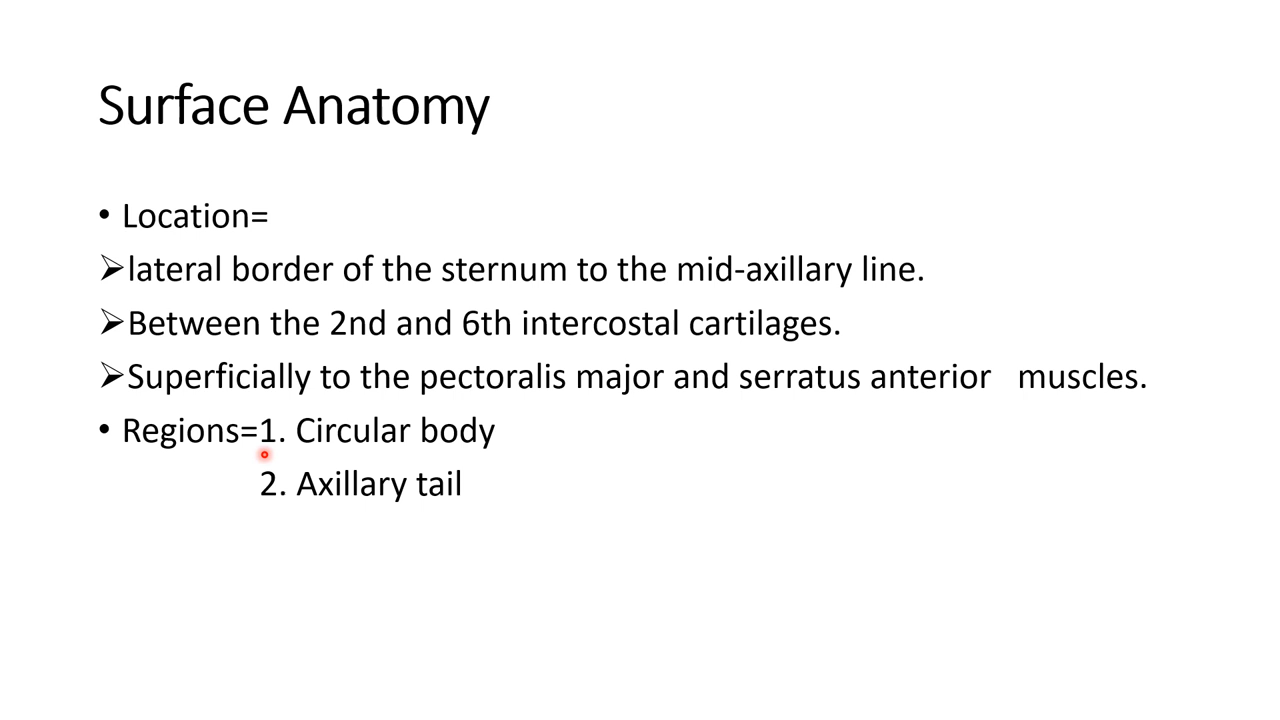 Surface Anatomy
• Location=
➢lateral border of the sternum to the mid-axillary line.
➢Between the 2nd and 6th intercostal cartilages.
➢Superficially to the pectoralis major and serratus anterior   muscles.
• Regions=1. Circular body
2. Axillary tail